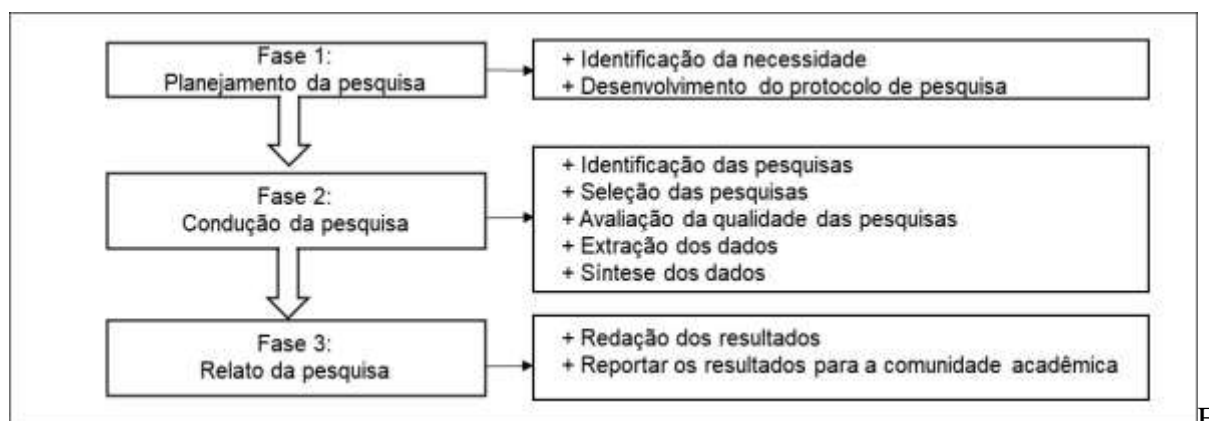 Fase 1:
Planejamento da pesquisa
+ Identificação da necessidade
+ Desenvolvimento do protocolo de pesquisa
Fase 2:
Condução da pesquisa
+ Identificação das pesquisas
+ Seleção das pesquisas
+ Avaliação da qualidade das pesquisas
+ Extração dos dados
+ Síntese dos dados
Fase 3:
Relato da pesquisa
+ Redação dos resultados
+ Reportar os resultados para a comunidade acadêmica